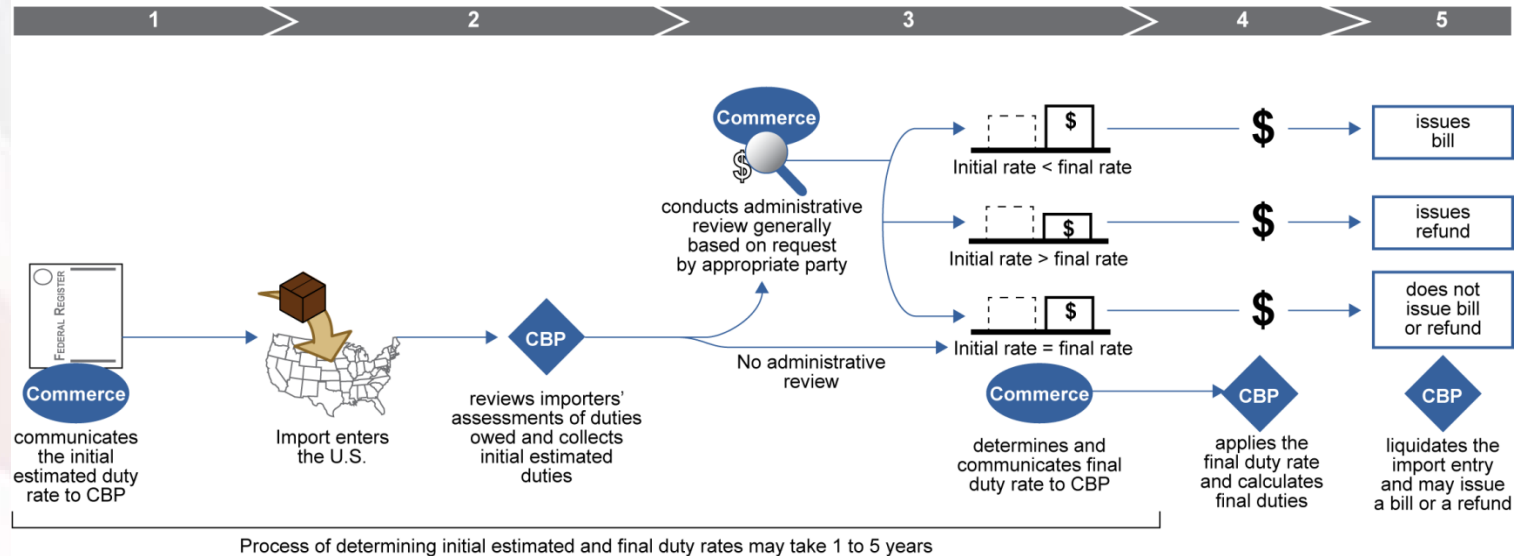 1
2
3
4
5
FEDERAL REGISTER
Commerce
communicates
the initial
estimated duty
rate to CBP
Import enters
the U.S.
CBP
reviews importers'
assessments of duties
owed and collects
initial estimated
duties
Commerce
$
conducts administrative
review generally
based on request
by appropriate party
No administrative
review
$
Initial rate < final rate
$
issues
bill
$
Initial rate > final rate
$
issues
refund
$
Initial rate = final rate
$
does not
issue bill
or refund
Commerce
determines and
communicates final
duty rate to CBP
CBP
applies the
final duty rate
and calculates
final duties
CBP
liquidates the
import entry
and may issue
a bill or a refund
Process of determining initial estimated and final duty rates may take 1 to 5 years